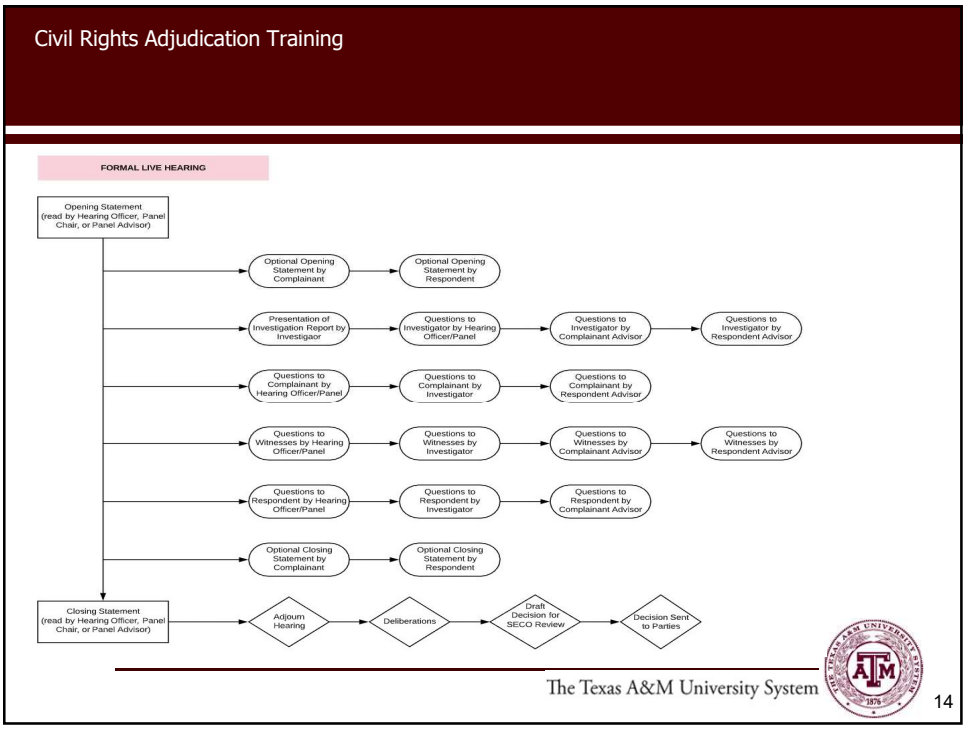 Civil Rights Adjudication Training
FORMAL LIVE HEARING
Opening Statement
(read by Hearing Officer, Panel
Chair, or Panel Advisor)
Optional Opening
Statement by
Complainant
Optional Opening
Statement by
Respondent
Presentation of
Investigation Report by
Investigaor
Questions to
Investigator by Hearing
Officer/Panel
Questions to
Investigator by
Complainant Advisor
Questions to
Investigator by
Respondent Advisor
Questions to
Complainant by
Hearing Officer/Panel
Questions to
Complainant by
Investigator
Questions to
Complainant by
Respondent Advisor
Questions to
Witnesses by Hearing
Officer/Panel
Questions to
Witnesses by
Investigator
Questions to
Witnesses by
Complainant Advisor
Questions to
Witnesses by
Respondent Advisor
Questions to
Respondent by Hearing
Officer/Panel
Questions to
Respondent by
Investigator
Questions to
Respondent by
Complainant Advisor
Optional Closing
Statement by
Complainant
Optional Closing
Statement by
Respondent
Closing Statement
(read by Hearing Officer, Panel
Chair, or Panel Advisor)
Adjourn
Hearing
Deliberations
Draft
Decision for
SECO Review
Decision Sent
to Parties
The Texas A&M University System
THE TEXAS A&M UNIVERSITY SYSTEM
ATM
1876
14